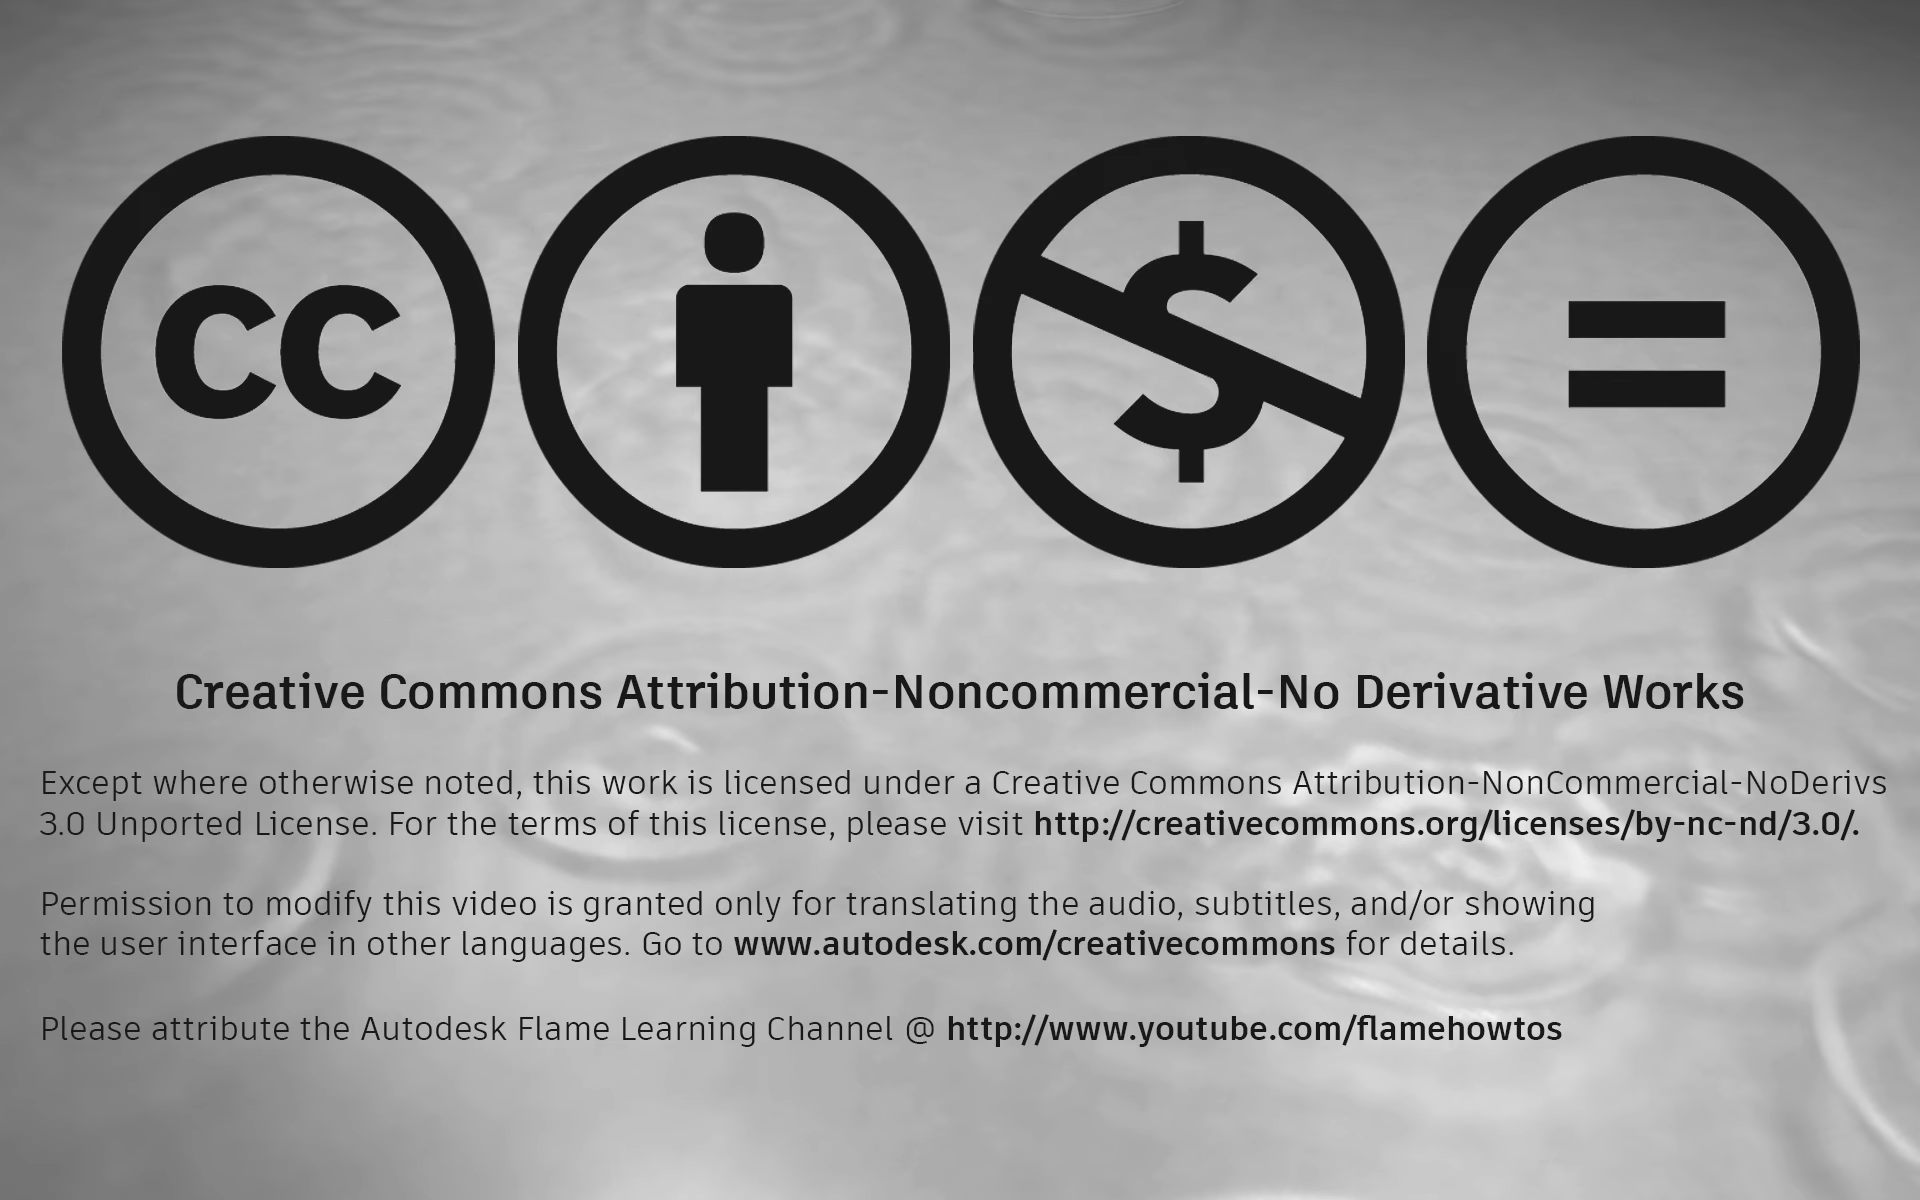 cc
$
=
Creative Commons Attribution-Noncommercial-No Derivative Works
Except where otherwise noted, this work is licensed under a Creative Commons Attribution-NonCommercial-NoDerivs
3.0 Unported License. For the terms of this license, please visit http://creativecommons.org/licenses/by-nc-nd/3.0/.
Permission to modify this video is granted only for translating the audio, subtitles, and/or showing
the user interface in other languages. Go to www.autodesk.com/creativecommons for details.
Please attribute the Autodesk Flame Learning Channel @ http://www.youtube.com/flamehowtos